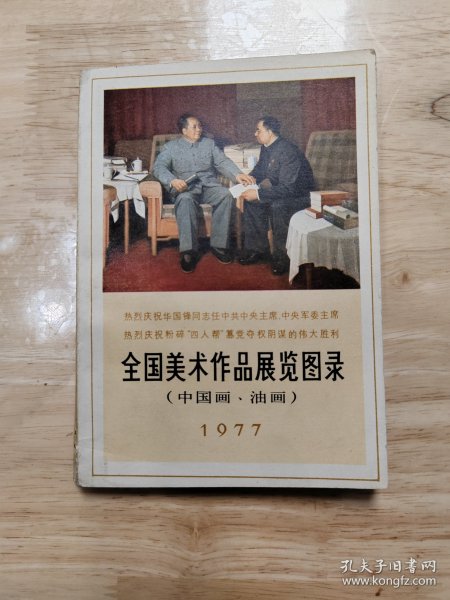 热烈庆祝华国锋同志任中共中央主席、中央军委主席
热烈庆祝粉碎"四人帮"篡党夺权阴谋的伟大胜利
全国美术作品展览图录
（中国画、油画）
1977
孔夫子旧书网
www.kongfz.com